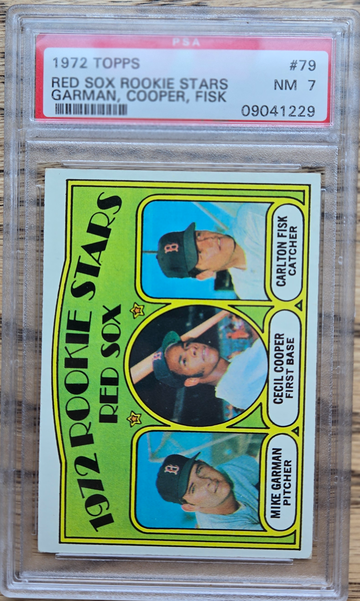 PSA
1972 TOPPS #79
RED SOX ROOKIE STARS NM 7
GARMAN, COOPER, FISK 09041229
1972 ROOKIE STARS
RED SOX
MIKE GARMAN
PITCHER
CECIL COOPER
FIRST BASE
CARLTON FISK
CATCHER